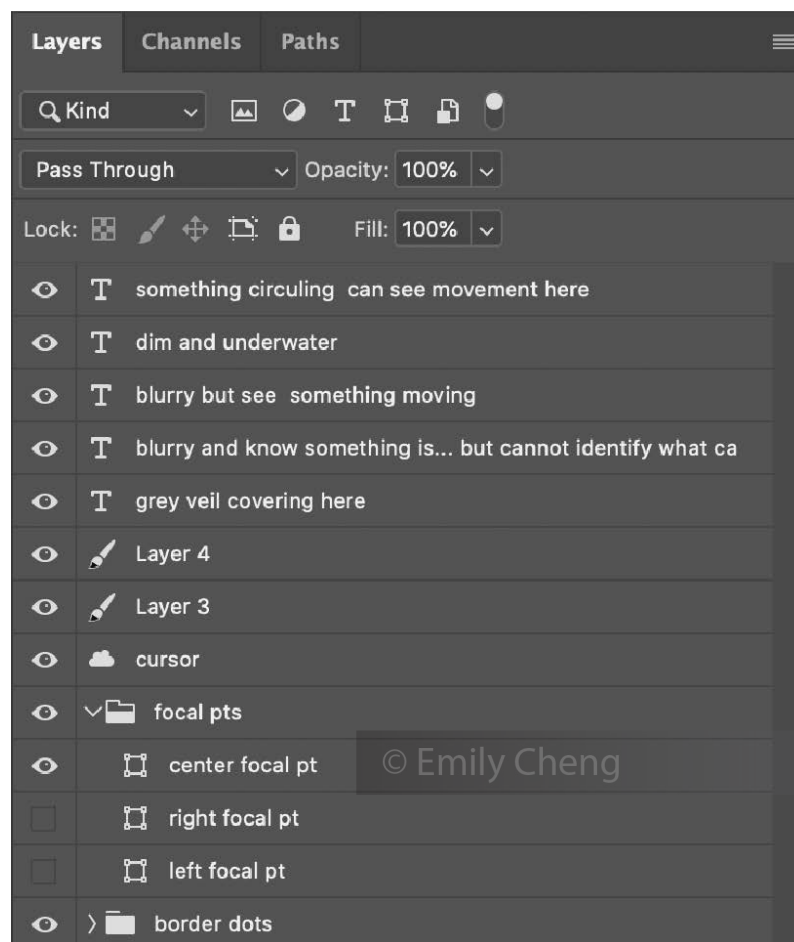 Layers Channels Paths
Kind
Pass Through Opacity: 100%
Lock: Fill: 100%
something circuling  can see movement here
dim and underwater
blurry but see  something moving
blurry and know something is... but cannot identify what ca
grey veil covering here
Layer 4
Layer 3
cursor
focal pts
center focal pt
© Emily Cheng
right focal pt
left focal pt
border dots